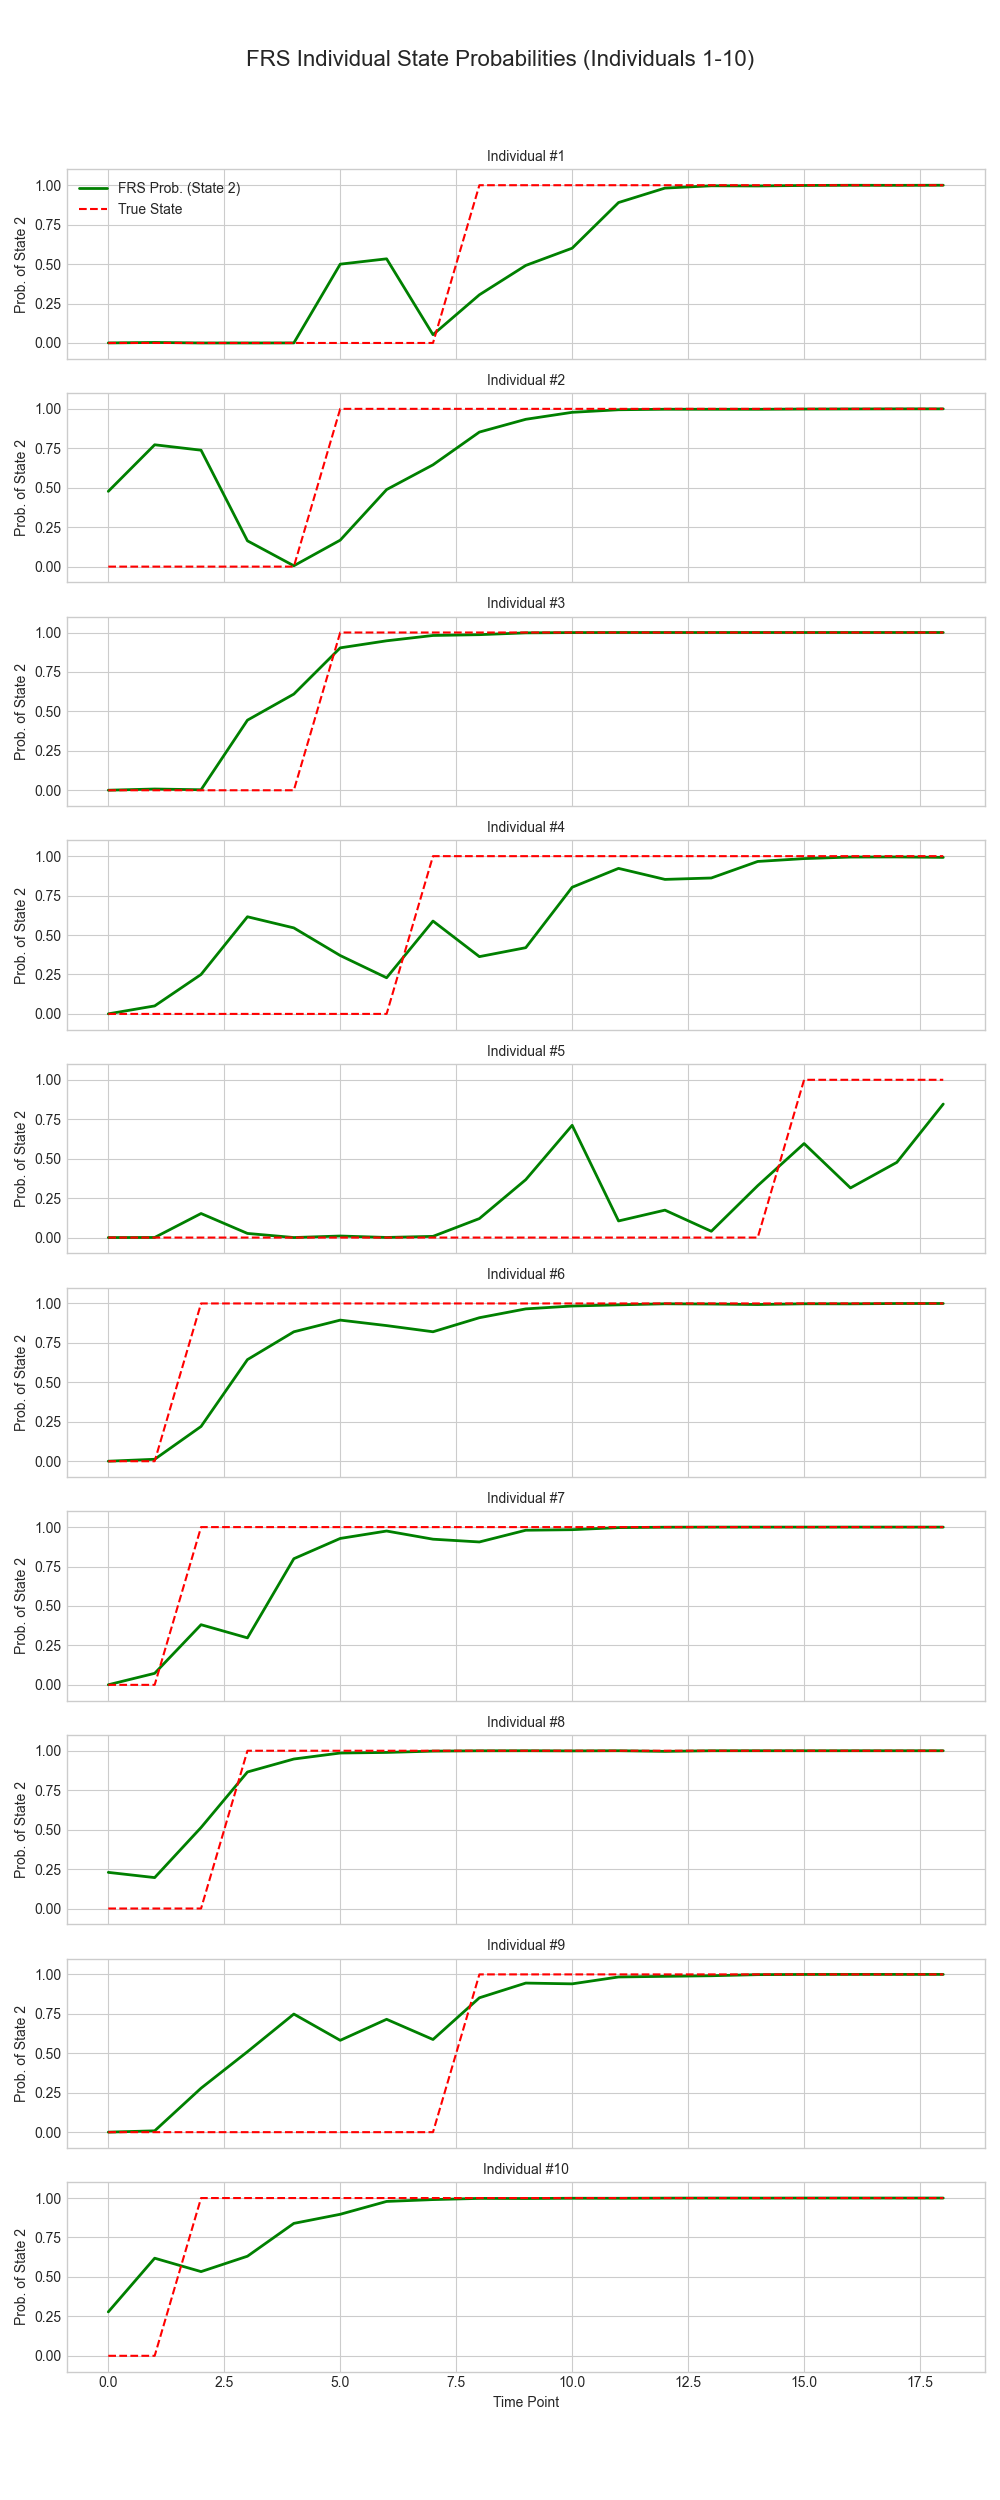 FRS Individual State Probabilities (Individuals 1-10)
Individual #1
FRS Prob. (State 2)
True State
Prob. of State 2
1.00
0.75
0.50
0.25
0.00
Individual #2
Prob. of State 2
1.00
0.75
0.50
0.25
0.00
Individual #3
Prob. of State 2
1.00
0.75
0.50
0.25
0.00
Individual #4
Prob. of State 2
1.00
0.75
0.50
0.25
0.00
Individual #5
Prob. of State 2
1.00
0.75
0.50
0.25
0.00
Individual #6
Prob. of State 2
1.00
0.75
0.50
0.25
0.00
Individual #7
Prob. of State 2
1.00
0.75
0.50
0.25
0.00
Individual #8
Prob. of State 2
1.00
0.75
0.50
0.25
0.00
Individual #9
Prob. of State 2
1.00
0.75
0.50
0.25
0.00
Individual #10
Prob. of State 2
1.00
0.75
0.50
0.25
0.00
0.0 2.5 5.0 7.5 10.0 12.5 15.0 17.5
Time Point